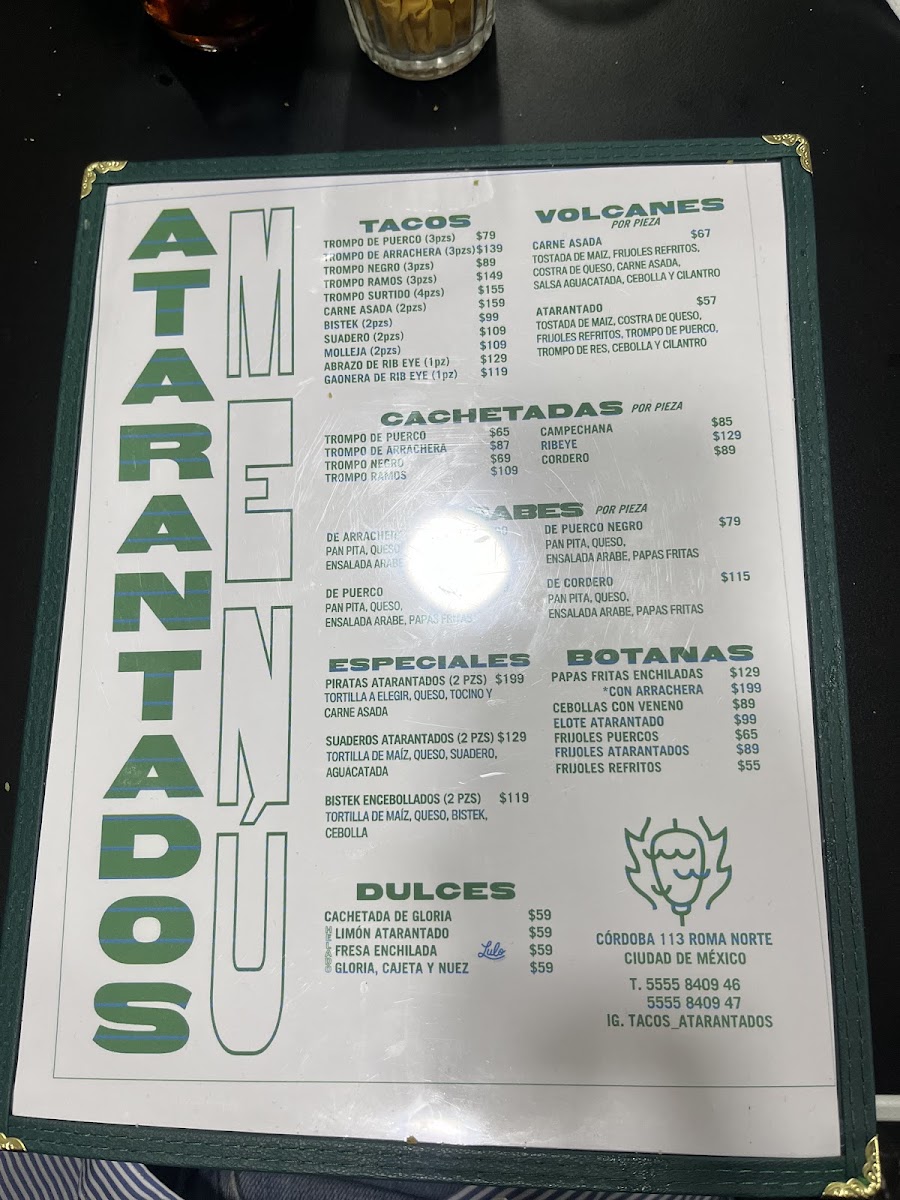 ATARANTADOS
MENÚ
TACOS
TROMPO DE PUERCO (3pzs) $79
TROMPO DE ARRACHERA (3pzs) $139
TROMPO NEGRO (3pzs) $89
TROMPO RAMOS (3pzs) $149
TROMPO SURTIDO (4pzs) $155
CARNE ASADA (2pzs) $159
BISTEK (2pzs) $99
SUADERO (2pzs) $109
MOLLEJA (2pzs) $109
ABRAZO DE RIB EYE (1pz) $129
GAONERA DE RIB EYE (1pz) $119
VOLCANES
POR PIEZA
CARNE ASADA $67
TOSTADA DE MAIZ, FRIJOLES REFRITOS,
COSTRA DE QUESO, CARNE ASADA,
SALSA AGUACATADA, CEBOLLA Y CILANTRO
ATARANTADO $57
TOSTADA DE MAIZ, COSTRA DE QUESO,
FRIJOLES REFRITOS, TROMPO DE PUERCO,
TROMPO DE RES, CEBOLLA Y CILANTRO
CACHETADAS POR PIEZA
TROMPO DE PUERCO $65
TROMPO DE ARRACHERA $87
TROMPO NEGRO $69
TROMPO RAMOS $109
CAMPECHANA $85
RIBEYE $129
CORDERO $89
POR PIEZA
DE ARRACHERA
PAN PITA, QUESO
ENSALADA ARABE
DE PUERCO
PAN PITA, QUESO,
ENSALADA ARABE, PAPAS FRITAS
DE PUERCO NEGRO $79
PAN PITA, QUESO,
ENSALADA ARABE, PAPAS FRITAS
DE CORDERO $115
PAN PITA, QUESO,
ENSALADA ARABE, PAPAS FRITAS
ESPECIALES
PIRATAS ATARANTADOS (2 PZS) $199
TORTILLA A ELEGIR, QUESO, TOCINO Y
CARNE ASADA
SUADEROS ATARANTADOS (2 PZS) $129
TORTILLA DE MAÍZ, QUESO, SUADERO,
AGUACATADA
BISTEK ENCEBOLLADOS (2 PZS) $119
TORTILLA DE MAÍZ, QUESO, BISTEK,
CEBOLLA
BOTANAS
PAPAS FRITAS ENCHILADAS $129
*CON ARRACHERA $199
CEBOLLAS CON VENENO $89
ELOTE ATARANTADO $99
FRIJOLES PUERCOS $65
FRIJOLES ATARANTADOS $89
FRIJOLES REFRITOS $55
DULCES
CACHETADA DE GLORIA $59
LIMÓN ATARANTADO $59
FRESA ENCHILADA Lulo $59
GLORIA, CAJETA Y NUEZ $59
CÓRDOBA 113 ROMA NORTE
CIUDAD DE MÉXICO
T. 5555 8409 46
5555 8409 47
IG. TACOS_ATARANTADOS